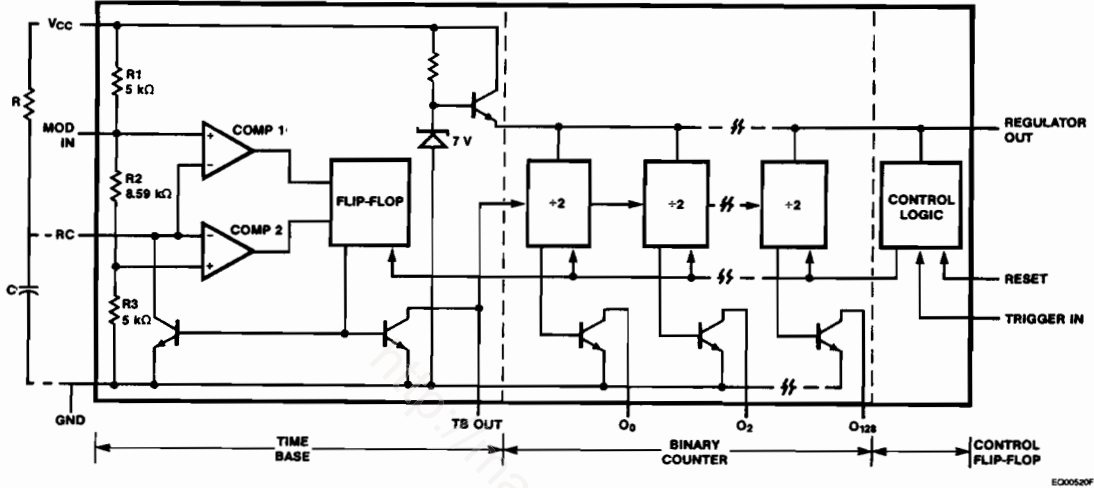 VCC
R1
5 kΩ
R
MOD
IN
COMP 1
7 V
REGULATOR
OUT
R2
8.59 kΩ
FLIP-FLOP
÷2
÷2
÷2
CONTROL
LOGIC
RC
COMP 2
C
R3
5 kΩ
RESET
TRIGGER IN
GND
TB OUT
O0
O2
O128
TIME
BASE
BINARY
COUNTER
CONTROL
FLIP-FLOP
EQ00520F